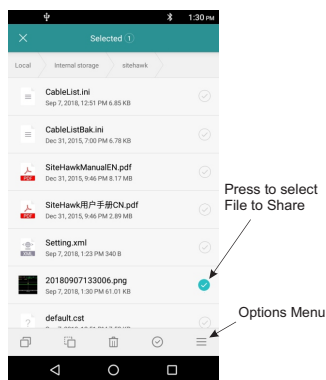 1:30 PM
Selected 1
Local Internal storage sitehawk
CableList.ini
Sep 7, 2018, 12:51 PM 6.85 KB
CableListBak.ini
Dec 31, 2015, 7:00 PM 6.78 KB
PDF
SiteHawkManualEN.pdf
Dec 31, 2015, 9:46 PM 8.17 MB
PDF
SiteHawk用户手册CN.pdf
Dec 31, 2015, 9:46 PM 2.89 MB
XML
Setting.xml
Sep 7, 2018, 1:23 PM 340 B
20180907133006.png
Sep 7, 2018, 1:30 PM 61.01 KB
?
default.cst
Press to select
File to Share
Options Menu